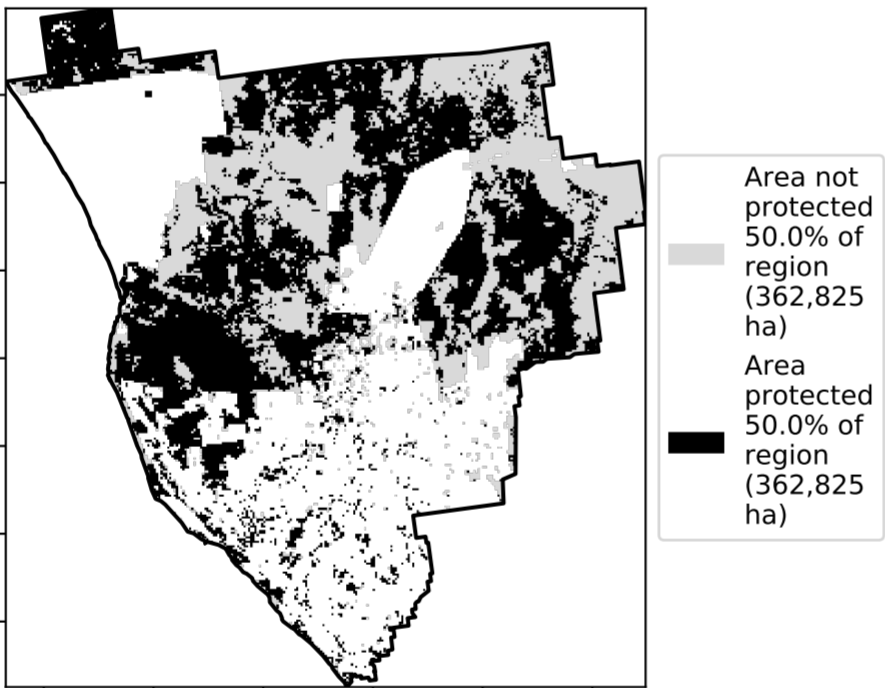 Area not
protected
50.0% of
region
(362,825
ha)
Area
protected
50.0% of
region
(362,825
ha)